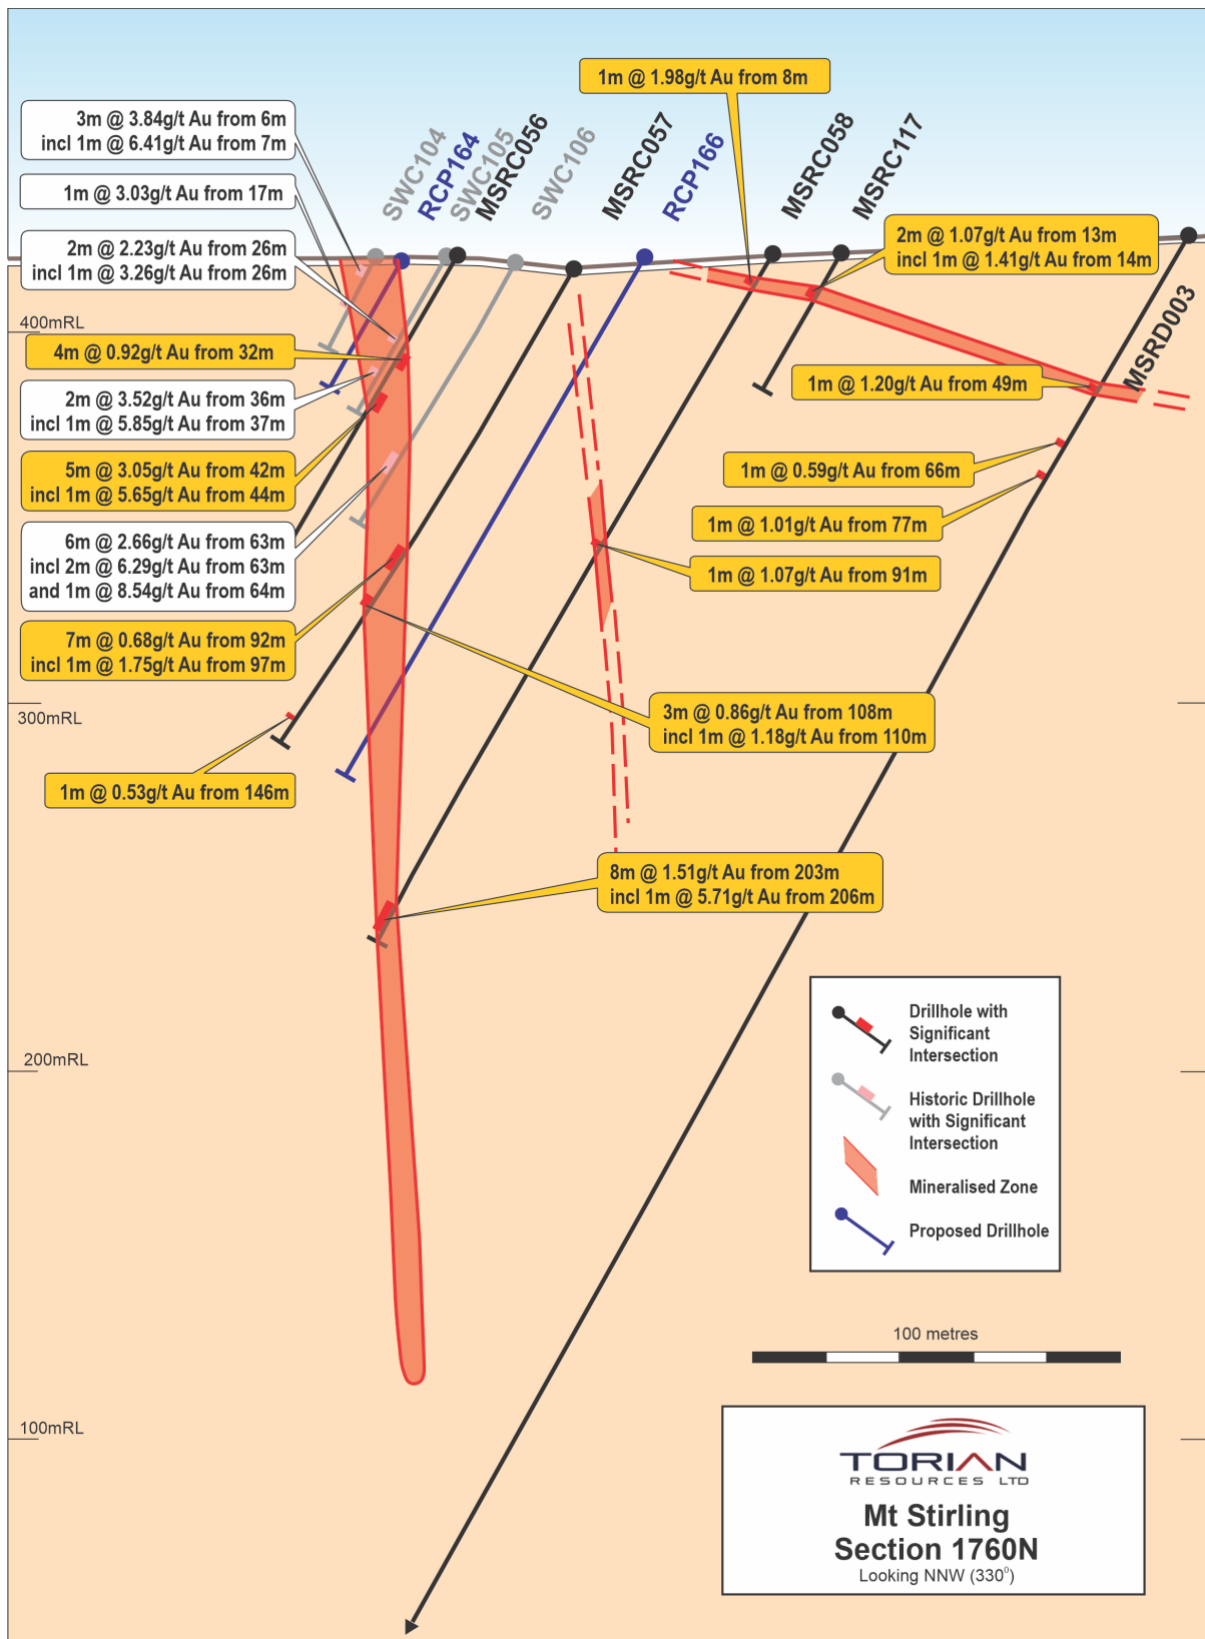 1m @ 1.98g/t Au from 8m
3m @ 3.84g/t Au from 6m
incl 1m @ 6.41g/t Au from 7m
1m @ 3.03g/t Au from 17m
2m @ 2.23g/t Au from 26m
incl 1m @ 3.26g/t Au from 26m
SWC104
RCP164
SWC105
MSRC056
SWC106
MSRC057
RCP166
MSRC058
MSRC117
MSRD003
2m @ 1.07g/t Au from 13m
incl 1m @ 1.41g/t Au from 14m
400mRL
4m @ 0.92g/t Au from 32m
2m @ 3.52g/t Au from 36m
incl 1m @ 5.85g/t Au from 37m
1m @ 1.20g/t Au from 49m
5m @ 3.05g/t Au from 42m
incl 1m @ 5.65g/t Au from 44m
1m @ 0.59g/t Au from 66m
1m @ 1.01g/t Au from 77m
6m @ 2.66g/t Au from 63m
incl 2m @ 6.29g/t Au from 63m
and 1m @ 8.54g/t Au from 64m
1m @ 1.07g/t Au from 91m
7m @ 0.68g/t Au from 92m
incl 1m @ 1.75g/t Au from 97m
300mRL
3m @ 0.86g/t Au from 108m
incl 1m @ 1.18g/t Au from 110m
1m @ 0.53g/t Au from 146m
8m @ 1.51g/t Au from 203m
incl 1m @ 5.71g/t Au from 206m
200mRL
Drillhole with
Significant
Intersection
Historic Drillhole
with Significant
Intersection
Mineralised Zone
Proposed Drillhole
100 metres
100mRL
TORIAN
RESOURCES LTD
Mt Stirling
Section 1760N
Looking NNW (330⁰)